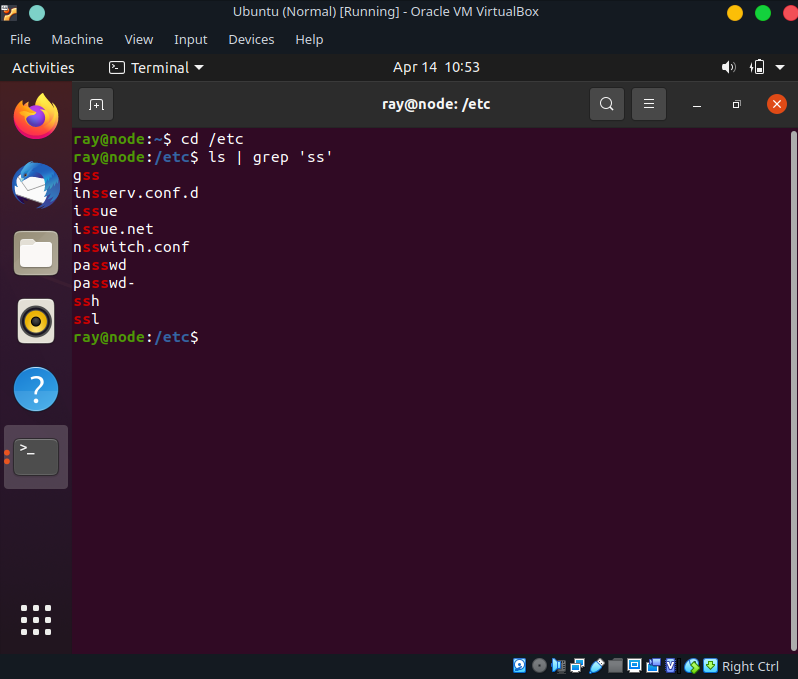 Ubuntu (Normal) [Running] - Oracle VM VirtualBox
File Machine View Input Devices Help
Activities Terminal Apr 14 10:53
ray@node: /etc
ray@node:~$ cd /etc
ray@node:/etc$ ls | grep 'ss'
gss
insserv.conf.d
issue
issue.net
nsswitch.conf
passwd
passwd-
ssh
ssl
ray@node:/etc$
>_
?
Right Ctrl